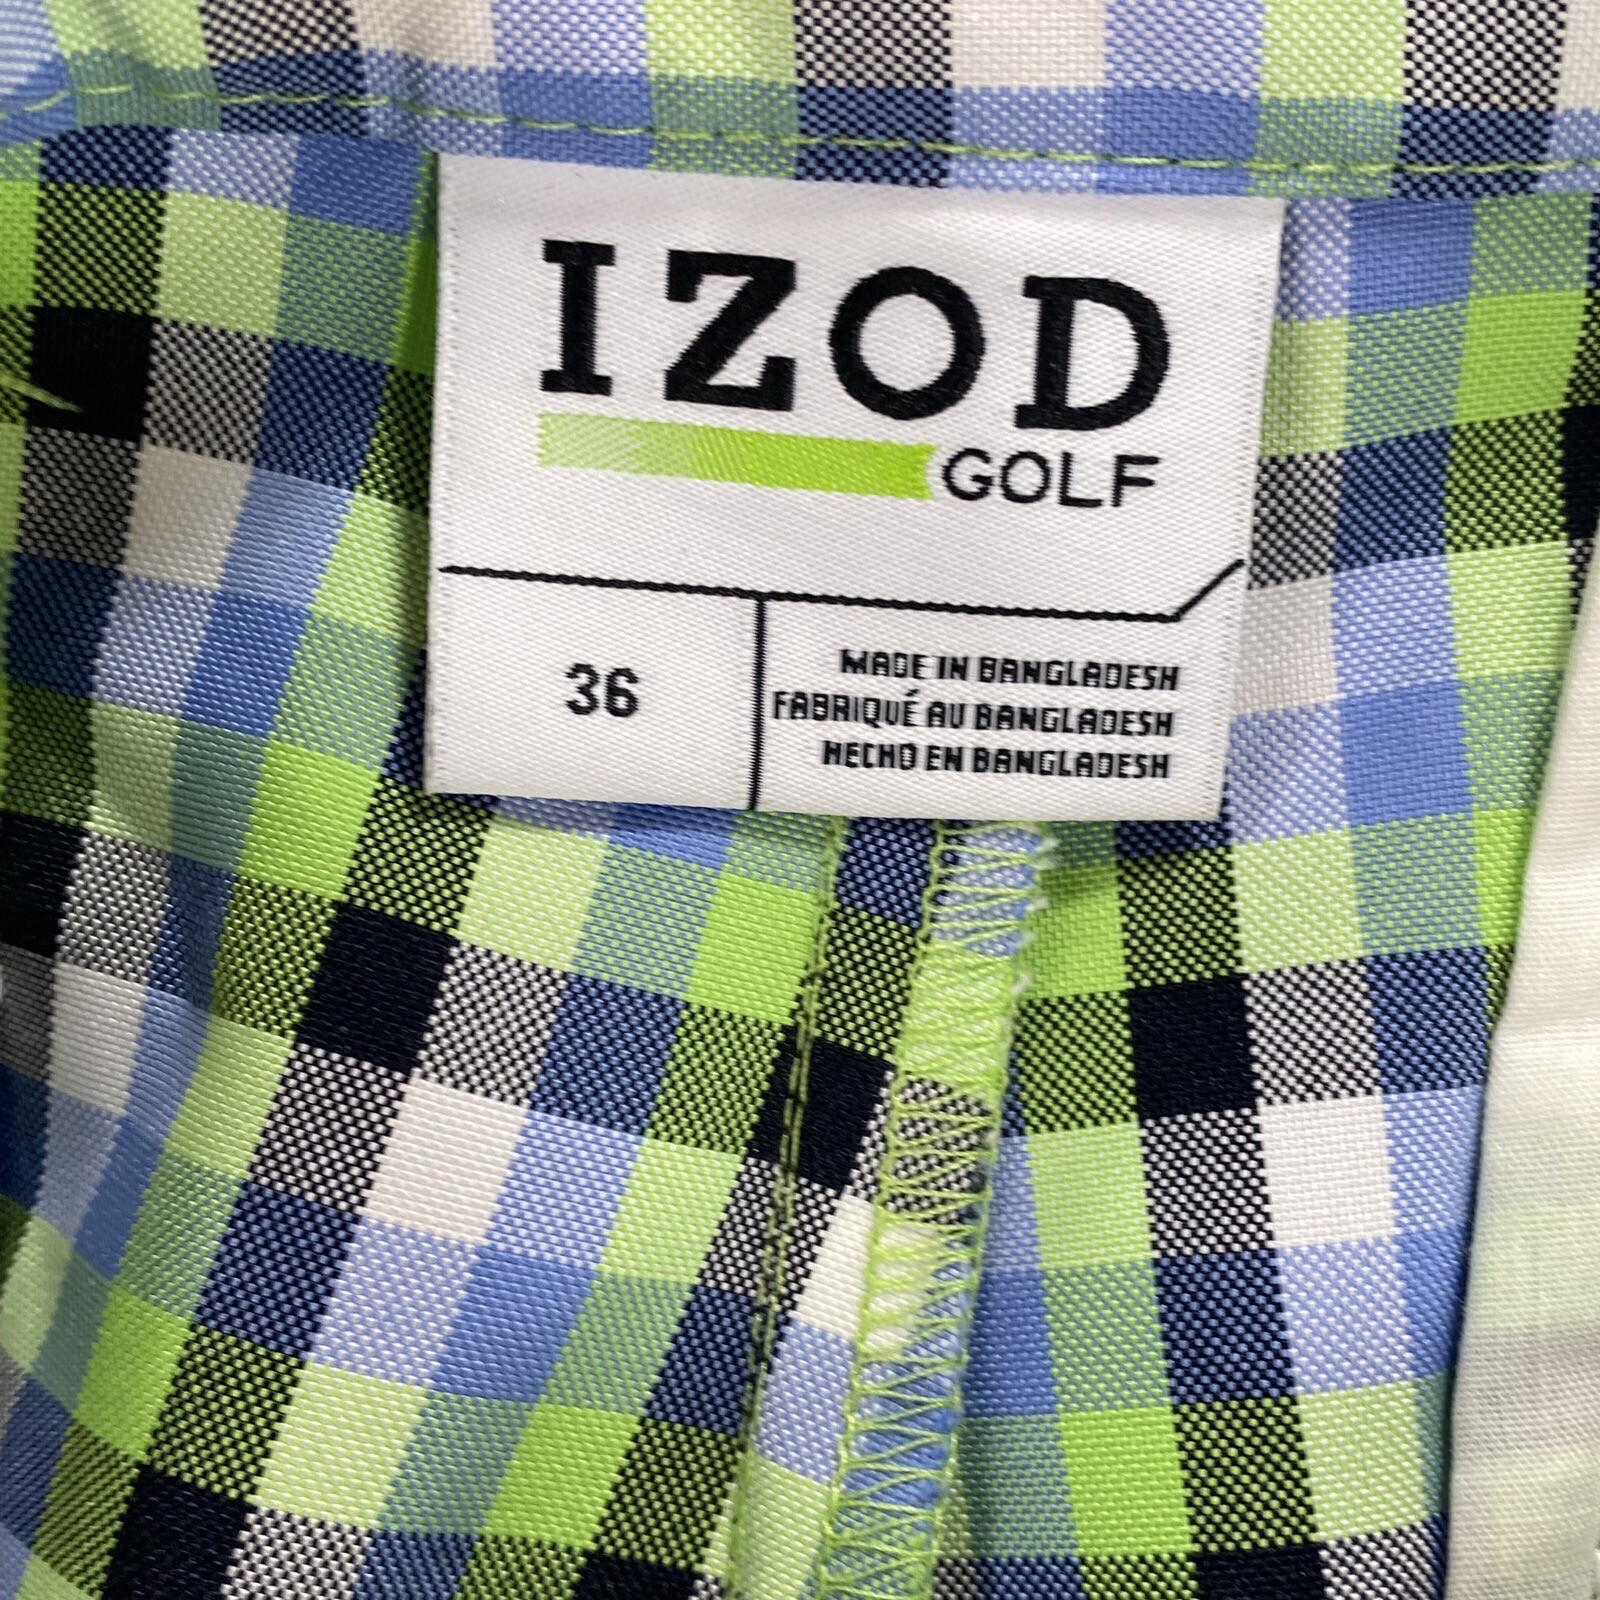 IZOD
GOLF
36
MADE IN BANGLADESH
FABRIQUÉ AU BANGLADESH
HECHO EN BANGLADESH